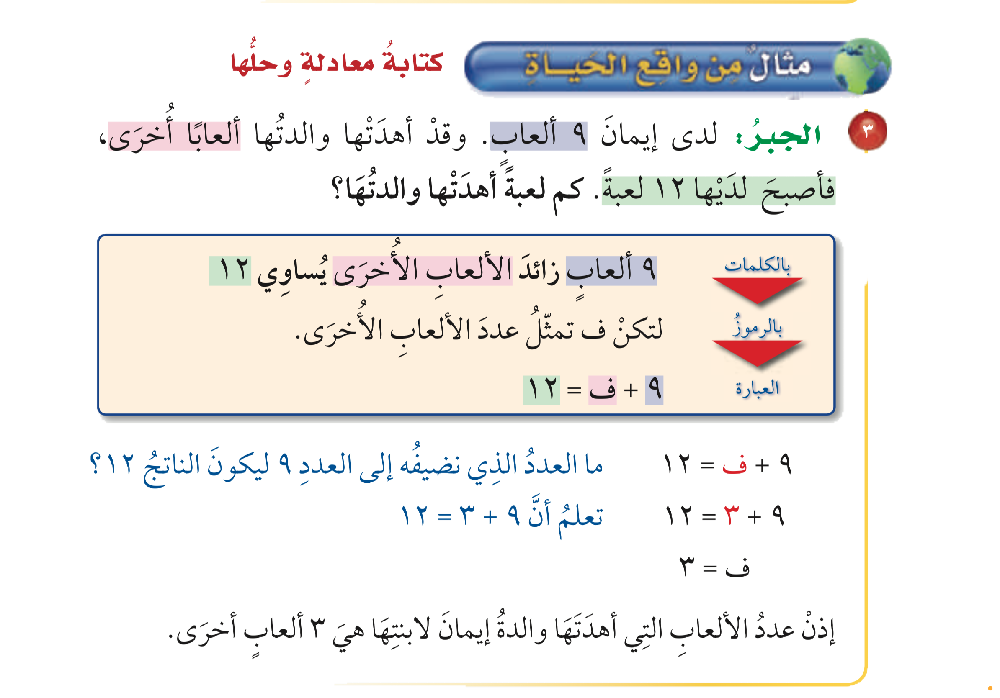 مثالٌ مِن واقِعِ الحَيـــاةِ كتابةُ معادلةٍ وحلُّها
٣ الجبرُ: لدى إيمانَ ٩ ألعابٍ. وقدْ أهدَتْها والدتُها ألعابًا أُخرَى،
فأصبحَ لدَيْها ١٢ لعبةً. كم لعبةً أهدَتْها والدتُهَا؟
بالكلمات ٩ ألعابٍ زائدَ الألعابِ الأُخرَى يُساوِي ١٢
بالرموزُ لتكنْ ف تمثّلُ عددَ الألعابِ الأُخرَى.
العبارة ٩ + ف = ١٢
٩ + ف = ١٢ ما العددُ الذِي نضيفُه إلى العددِ ٩ ليكونَ الناتجُ ١٢؟
٩ + ٣ = ١٢ تعلمُ أنَّ ٩ + ٣ = ١٢
ف = ٣
إذنْ عددُ الألعابِ التِي أهدَتَهَا والدةُ إيمانَ لابنتِهَا هيَ ٣ ألعابٍ أخرَى.